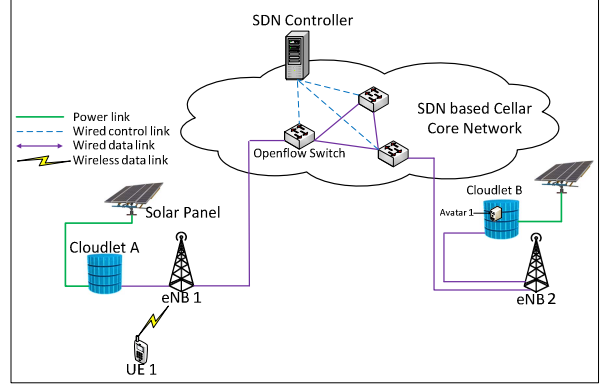 SDN Controller
SDN based Cellar
Core Network
Openflow Switch
Power link
Wired control link
Wired data link
Wireless data link
Solar Panel
Cloudlet A
eNB 1
UE 1
Cloudlet B
Avatar 1
eNB 2